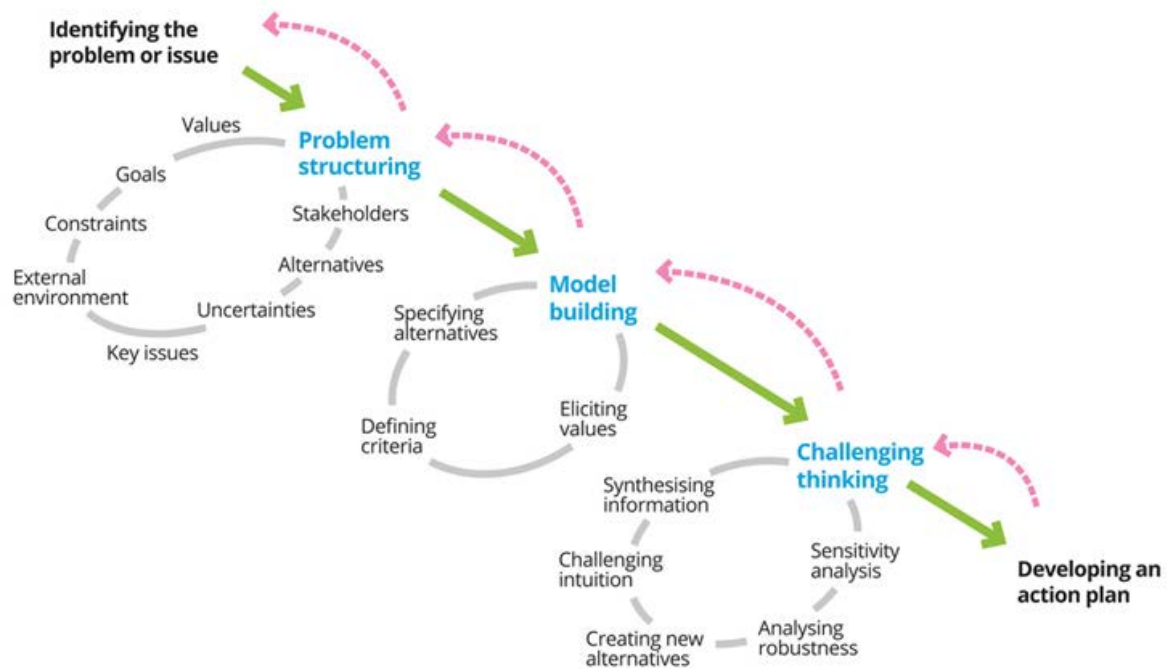 Identifying the
problem or issue
Values
Problem
structuring
Goals
Stakeholders
Constraints
Alternatives
External
environment
Uncertainties
Key issues
Model
building
Specifying
alternatives
Eliciting
values
Defining
criteria
Challenging
thinking
Synthesising
information
Sensitivity
analysis
Challenging
intuition
Analysing
robustness
Creating new
alternatives
Developing an
action plan